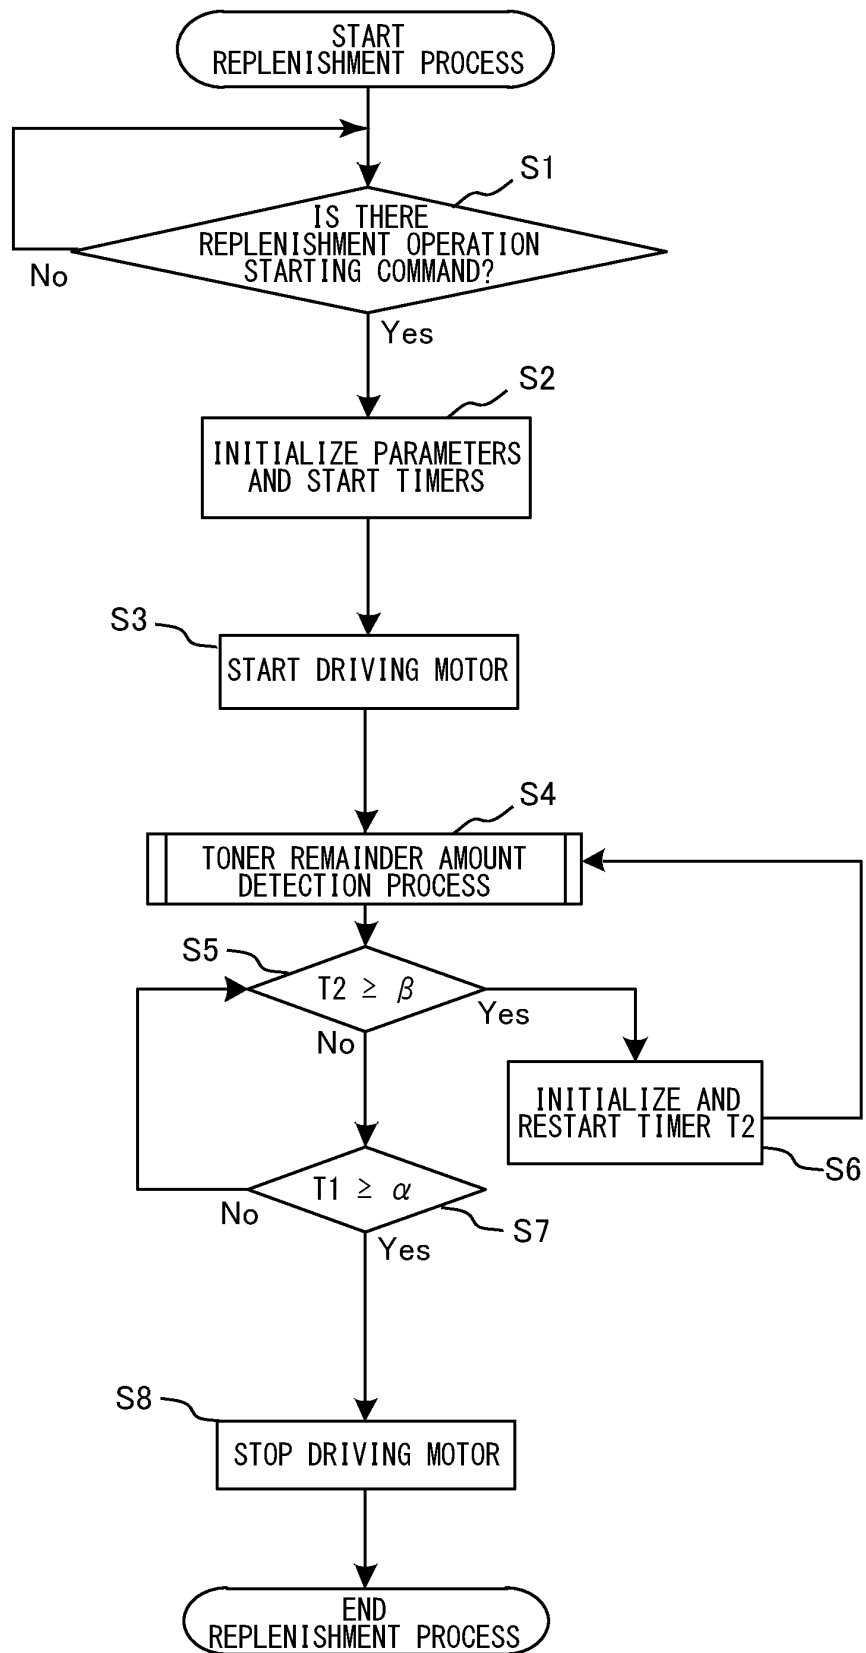 START
REPLENISHMENT PROCESS
S1
IS THERE
REPLENISHMENT OPERATION
STARTING COMMAND?
No
Yes
S2
INITIALIZE PARAMETERS
AND START TIMERS
S3
START DRIVING MOTOR
S4
TONER REMAINDER AMOUNT
DETECTION PROCESS
S5
T2 ≥ β
Yes
No
INITIALIZE AND
RESTART TIMER T2
S6
T1 ≥ α
No
S7
Yes
S8
STOP DRIVING MOTOR
END
REPLENISHMENT PROCESS